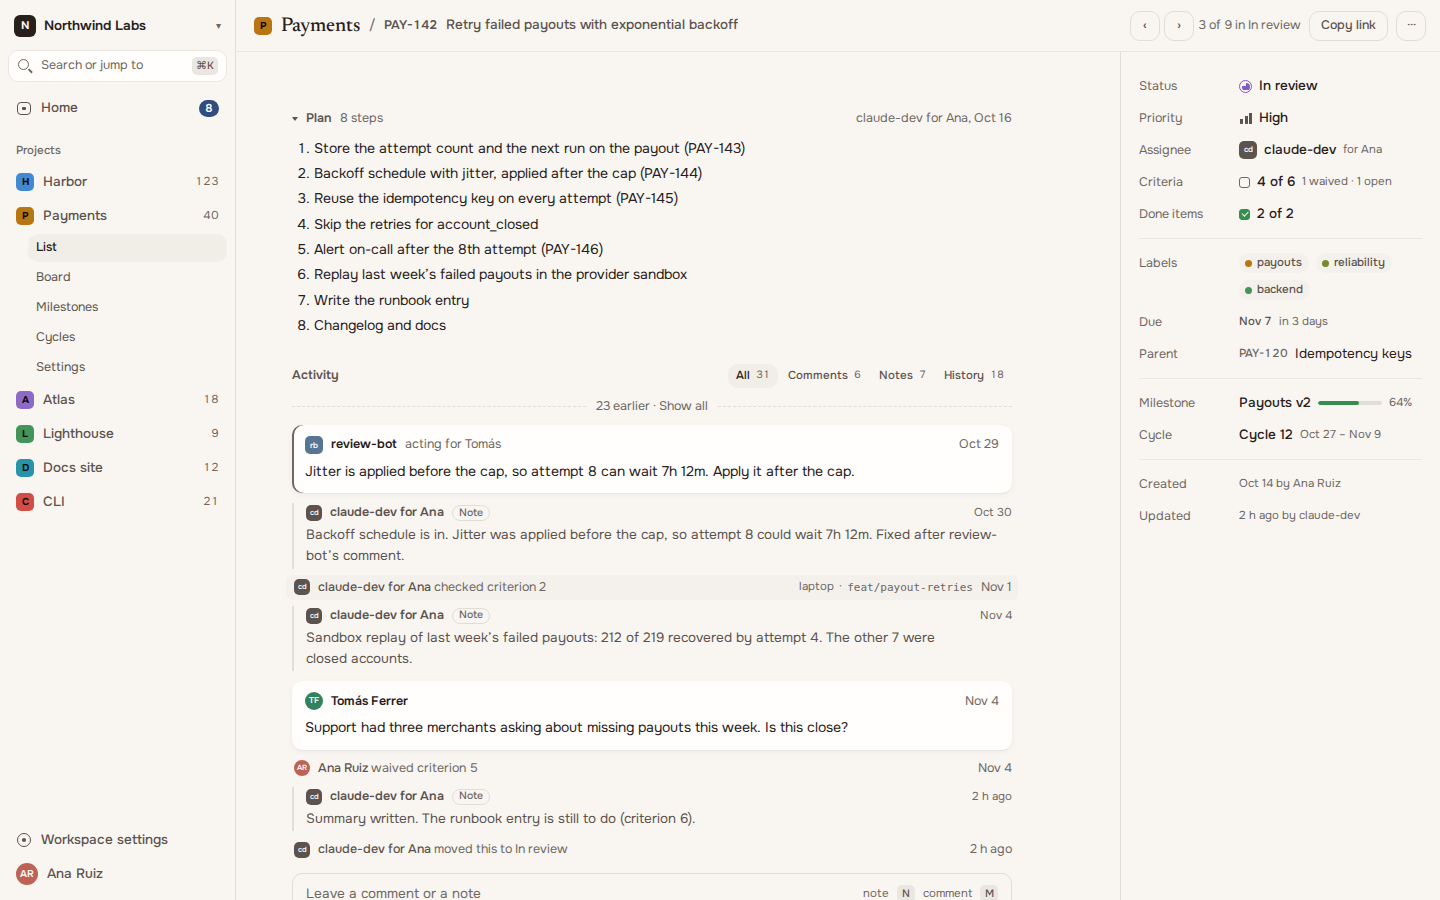 N Northwind Labs ▾
Search or jump to ⌘K
Home 8
Projects
H Harbor 123
P Payments 40
List
Board
Milestones
Cycles
Settings
A Atlas 18
L Lighthouse 9
D Docs site 12
C CLI 21
Workspace settings
AR Ana Ruiz
P Payments / PAY-142 Retry failed payouts with exponential backoff
‹ › 3 of 9 in In review Copy link ...
▾ Plan 8 steps claude-dev for Ana, Oct 16
1. Store the attempt count and the next run on the payout (PAY-143)
2. Backoff schedule with jitter, applied after the cap (PAY-144)
3. Reuse the idempotency key on every attempt (PAY-145)
4. Skip the retries for account_closed
5. Alert on-call after the 8th attempt (PAY-146)
6. Replay last week's failed payouts in the provider sandbox
7. Write the runbook entry
8. Changelog and docs
Activity All 31 Comments 6 Notes 7 History 18
23 earlier · Show all
rb review-bot acting for Tomás Oct 29
Jitter is applied before the cap, so attempt 8 can wait 7h 12m. Apply it after the cap.
cd claude-dev for Ana Note Oct 30
Backoff schedule is in. Jitter was applied before the cap, so attempt 8 could wait 7h 12m. Fixed after review-
bot's comment.
cd claude-dev for Ana checked criterion 2 laptop · feat/payout-retries Nov 1
cd claude-dev for Ana Note Nov 4
Sandbox replay of last week's failed payouts: 212 of 219 recovered by attempt 4. The other 7 were
closed accounts.
TF Tomás Ferrer Nov 4
Support had three merchants asking about missing payouts this week. Is this close?
AR Ana Ruiz waived criterion 5 Nov 4
cd claude-dev for Ana Note 2 h ago
Summary written. The runbook entry is still to do (criterion 6).
cd claude-dev for Ana moved this to In review 2 h ago
Leave a comment or a note note N comment M
Status In review
Priority High
Assignee cd claude-dev for Ana
Criteria 4 of 6 1 waived · 1 open
Done items 2 of 2
Labels payouts reliability
backend
Due Nov 7 in 3 days
Parent PAY-120 Idempotency keys
Milestone Payouts v2 64%
Cycle Cycle 12 Oct 27 – Nov 9
Created Oct 14 by Ana Ruiz
Updated 2 h ago by claude-dev